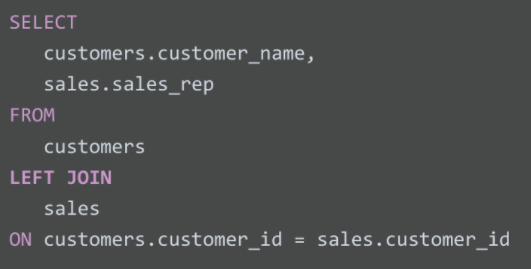 SELECT
customers.customer_name,
sales.sales_rep
FROM
customers
LEFT JOIN
sales
ON customers.customer_id = sales.customer_id